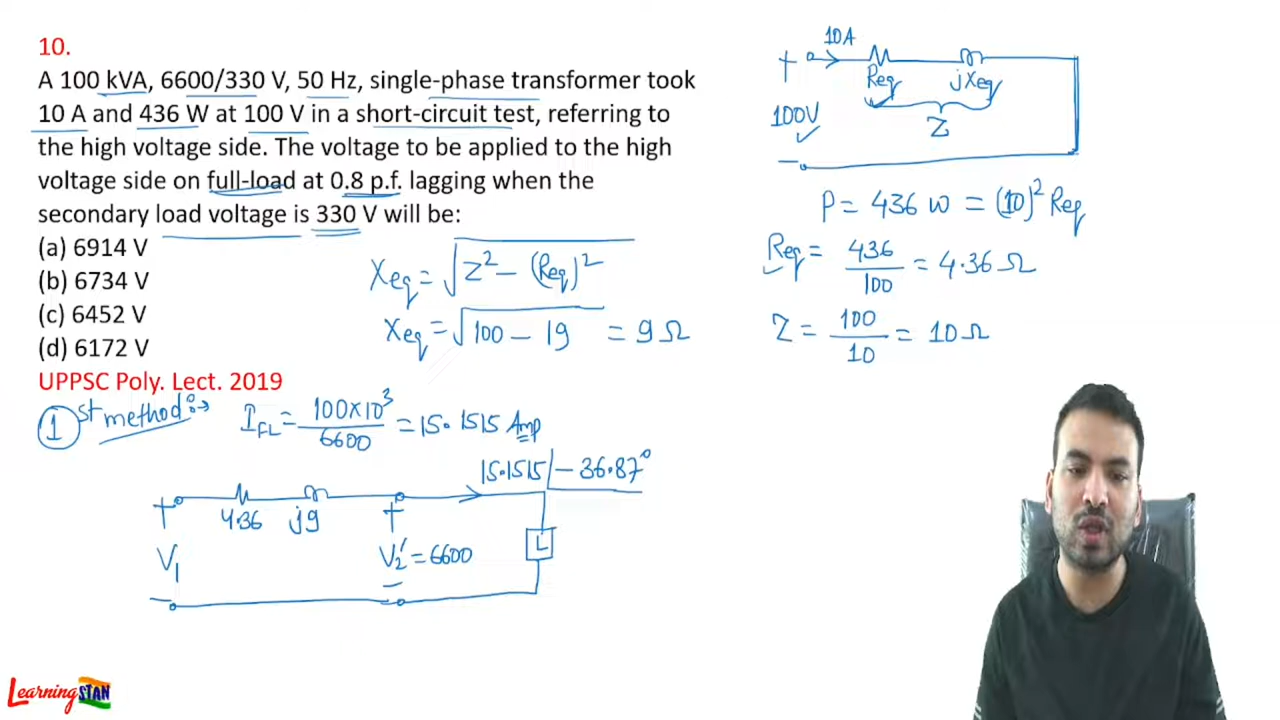 10.
A 100 kVA, 6600/330 V, 50 Hz, single-phase transformer took
10 A and 436 W at 100 V in a short-circuit test, referring to
the high voltage side. The voltage to be applied to the high
voltage side on full-load at 0.8 p.f. lagging when the
secondary load voltage is 330 V will be:
(a) 6914 V
(b) 6734 V
(c) 6452 V
(d) 6172 V
UPPSC Poly. Lect. 2019
10A
+
Req
jXeq
100V
Z
−
P = 436 W = (10)² Req
Req = 436/100 = 4.36 Ω
Z = 100/10 = 10 Ω
Xeq = √Z² − (Req)²
Xeq = √100 − 19 = 9 Ω
1 st method :→
I_FL = 100×10³/6600 = 15.1515 Amp
15.1515 ∠−36.87°
+
4.36
j9
+
V₁
V₂' = 6600
L
−
−
Learning STAN